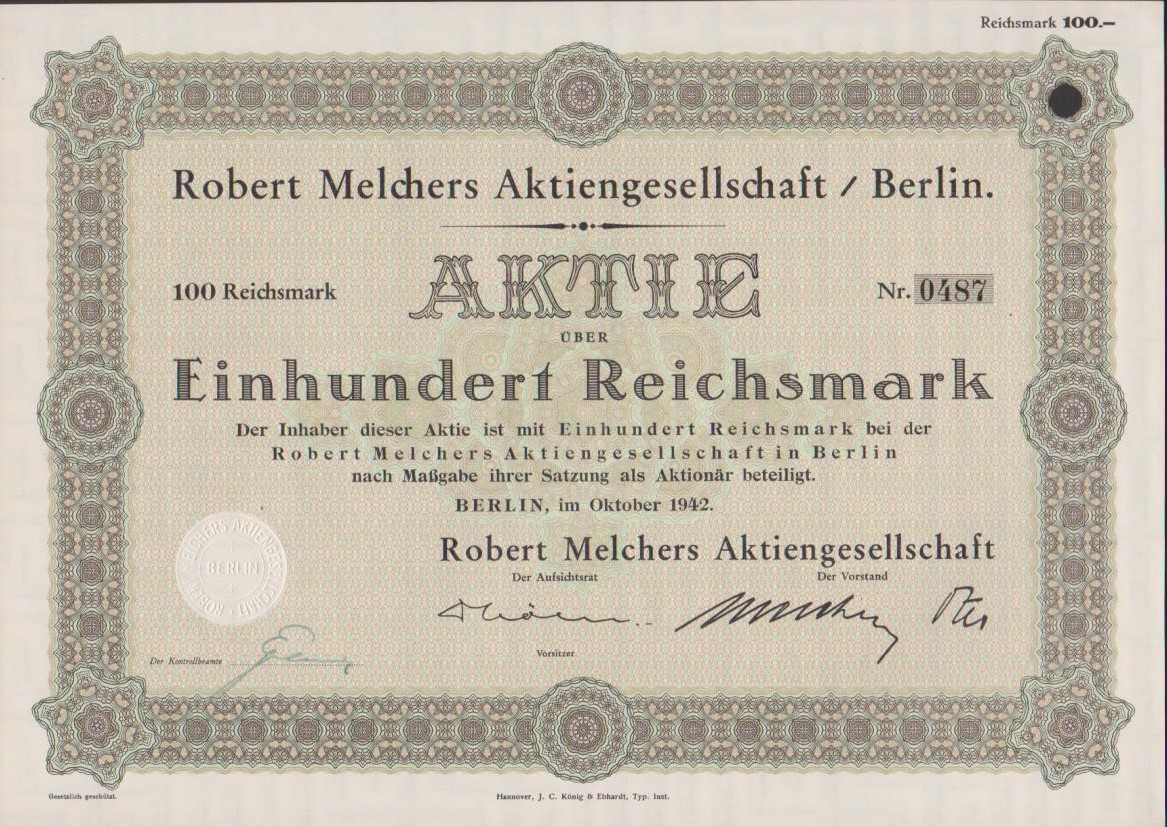 Reichsmark 100.—
Robert Melchers Aktiengesellschaft / Berlin.
100 Reichsmark
AKTIE
Nr. 0487
ÜBER
Einhundert Reichsmark
Der Inhaber dieser Aktie ist mit Einhundert Reichsmark bei der
Robert Melchers Aktiengesellschaft in Berlin
nach Maßgabe ihrer Satzung als Aktionär beteiligt.
BERLIN, im Oktober 1942.
Robert Melchers Aktiengesellschaft
Der Aufsichtsrat
Der Vorstand
BERLIN
Vorsitzer
Der Kontrollbeamte
Gesetzlich geschützt.
Hannover, J. C. König & Ebhardt, Typ. Inst.